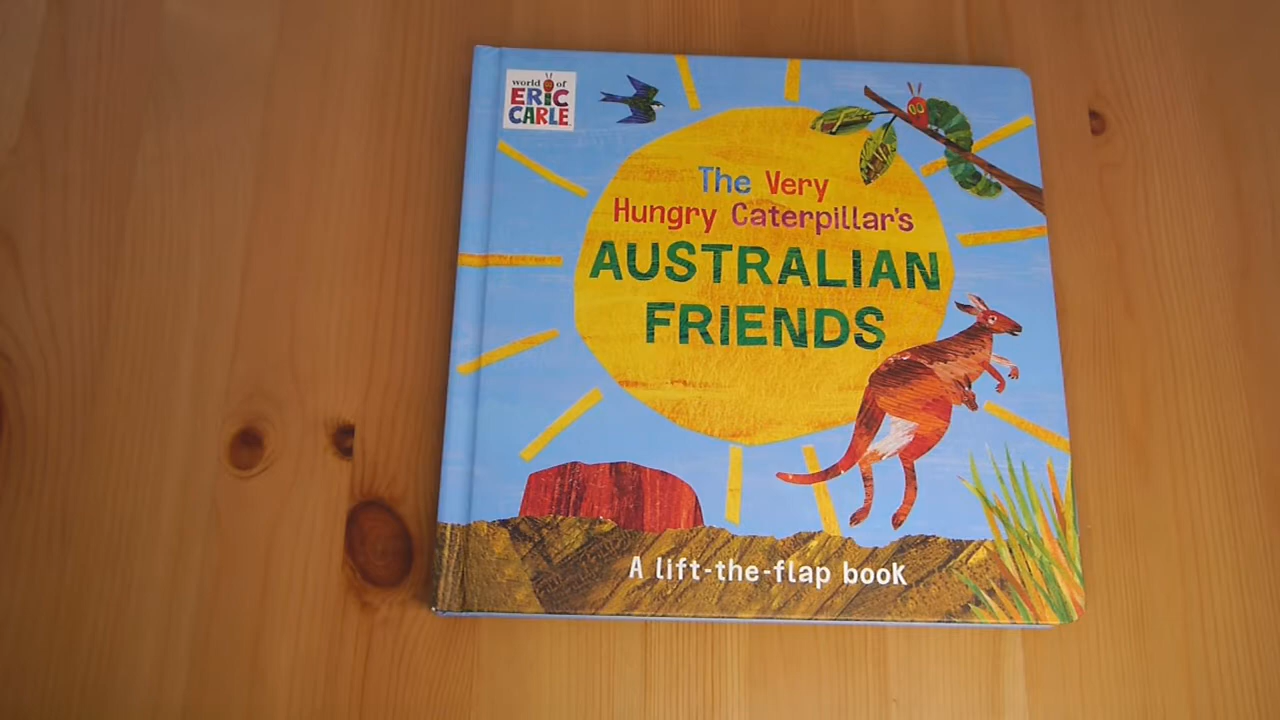 world of
ERIC
CARLE
The Very
Hungry Caterpillar's
AUSTRALIAN
FRIENDS
A lift-the-flap book